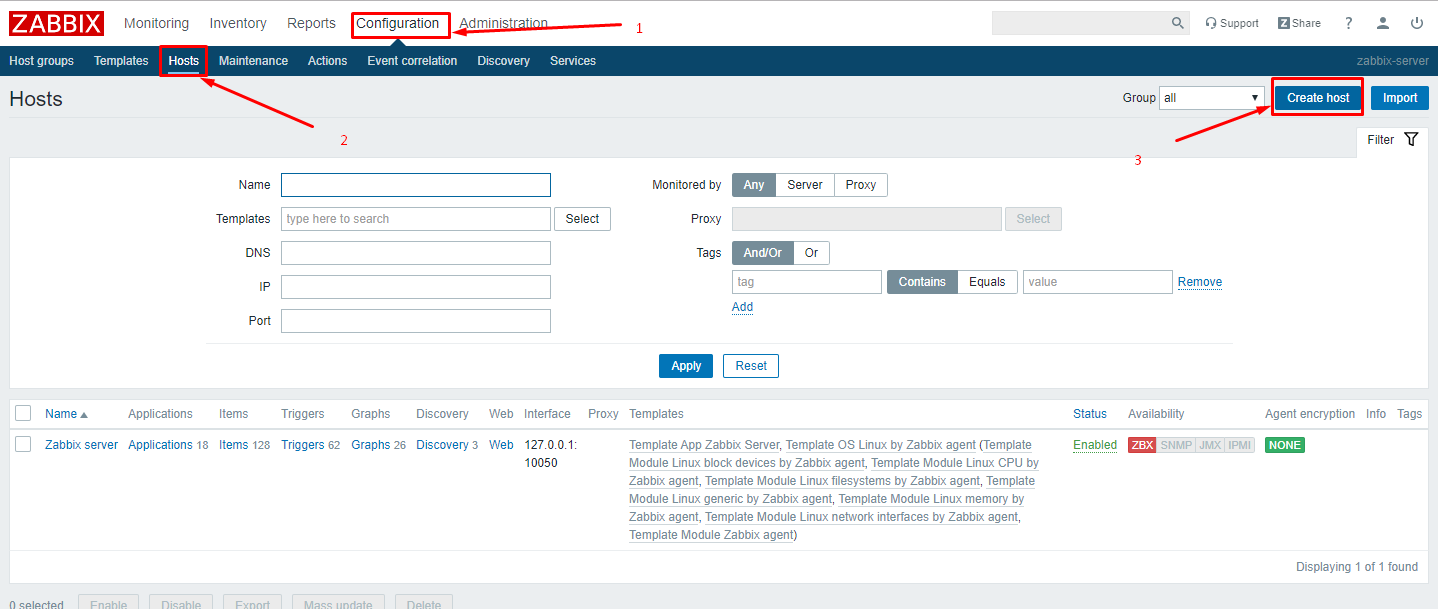 ZABBIX Monitoring Inventory Reports Configuration Administration 1 Support Z Share ?
Host groups Templates Hosts Maintenance Actions Event correlation Discovery Services zabbix-server
Hosts Group all Create host Import
2
3
Filter
Name Monitored by Any Server Proxy
Templates type here to search Select Proxy Select
DNS Tags And/Or Or
IP tag Contains Equals value Remove
Add
Port
Apply Reset
Name Applications Items Triggers Graphs Discovery Web Interface Proxy Templates Status Availability Agent encryption Info Tags
Zabbix server Applications 18 Items 128 Triggers 62 Graphs 26 Discovery 3 Web 127.0.0.1: Template App Zabbix Server, Template OS Linux by Zabbix agent (Template Enabled ZBX SNMP JMX IPMI NONE
10050 Module Linux block devices by Zabbix agent, Template Module Linux CPU by
Zabbix agent, Template Module Linux filesystems by Zabbix agent, Template
Module Linux generic by Zabbix agent, Template Module Linux memory by
Zabbix agent, Template Module Linux network interfaces by Zabbix agent,
Template Module Zabbix agent)
Displaying 1 of 1 found
0 selected Enable Disable Export Mass update Delete